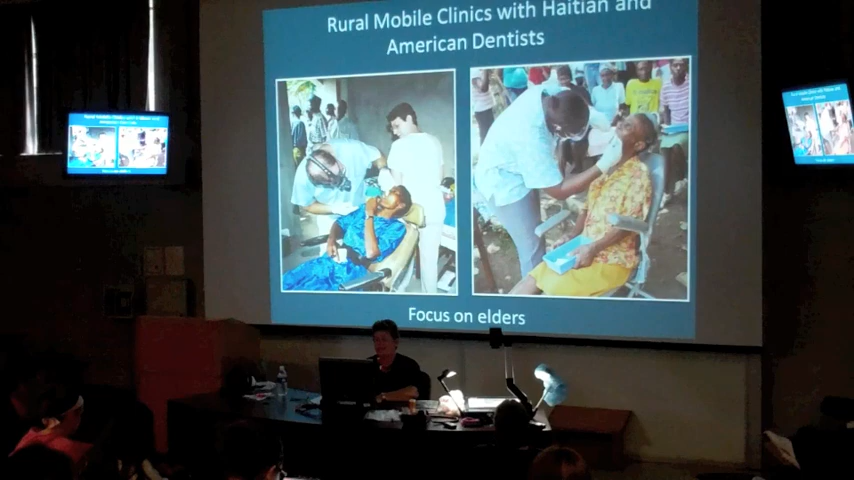 Rural Mobile Clinics with Haitian and
American Dentists
Focus on elders